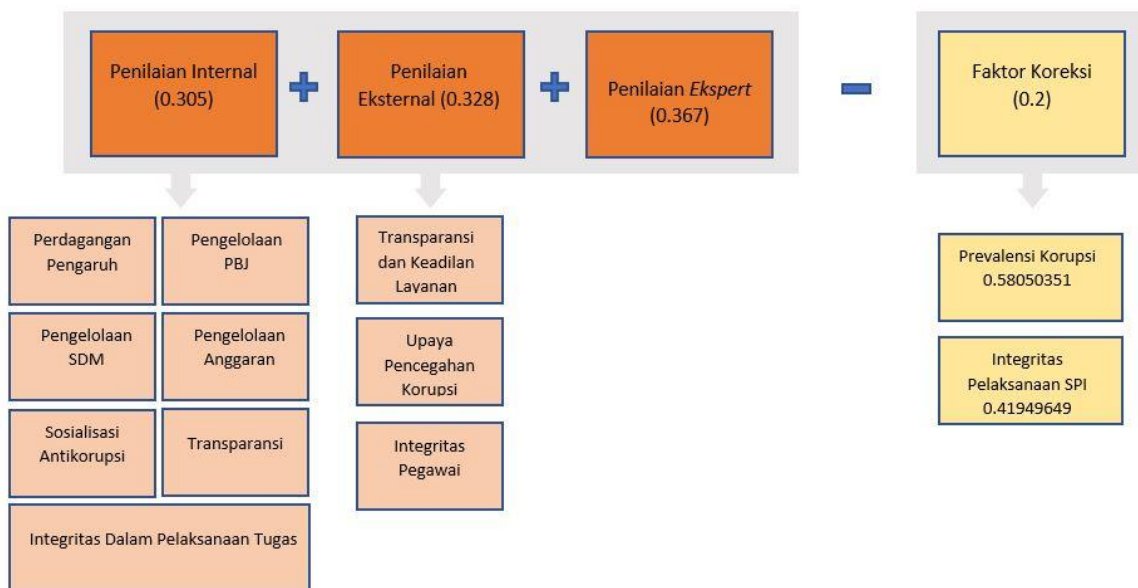 Penilaian Internal
(0.305)
Penilaian
Eksternal (0.328)
Penilaian Ekspert
(0.367)
Faktor Koreksi
(0.2)
Perdagangan
Pengaruh
Pengelolaan
PBJ
Pengelolaan
SDM
Pengelolaan
Anggaran
Sosialisasi
Antikorupsi
Transparansi
Integritas Dalam Pelaksanaan Tugas
Transparansi
dan Keadilan
Layanan
Upaya
Pencegahan
Korupsi
Integritas
Pegawai
Prevalensi Korupsi
0.58050351
Integritas
Pelaksanaan SPI
0.41949649